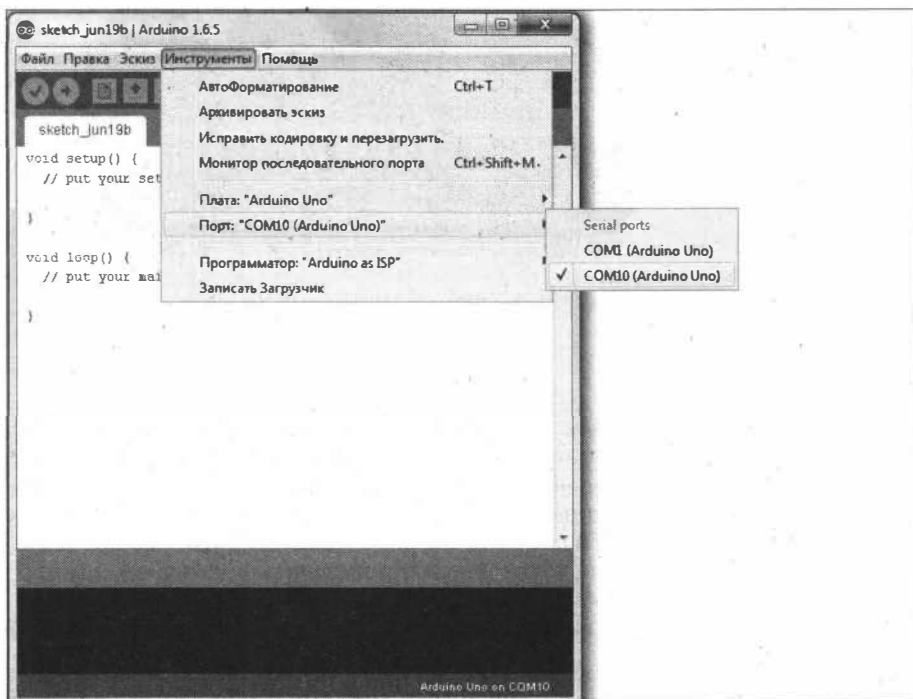 sketch_jun19b | Arduino 1.6.5
Файл Правка Эскиз Инструменты Помощь
АвтоФорматирование Ctrl+T
Архивировать эскиз
Исправить кодировку и перезагрузить.
Монитор последовательного порта Ctrl+Shift+M
Плата: "Arduino Uno"
Порт: "COM10 (Arduino Uno)"
Программатор: "Arduino as ISP"
Записать Загрузчик
Serial ports
COM1 (Arduino Uno)
COM10 (Arduino Uno)
sketch_jun19b
void setup() {
// put your set
}
void loop() {
// put your mai
}
Arduino Uno on COM10